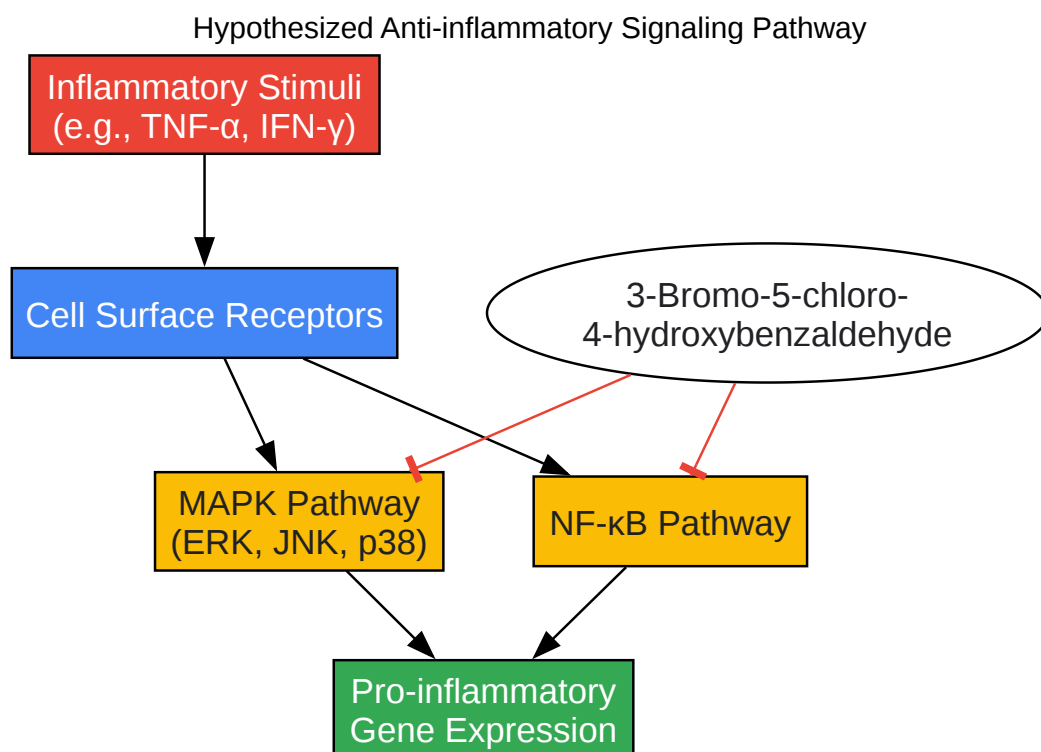 Hypothesized Anti-inflammatory Signaling Pathway
Inflammatory Stimuli
(e.g., TNF-α, IFN-γ)
Cell Surface Receptors
3-Bromo-5-chloro-
4-hydroxybenzaldehyde
MAPK Pathway
(ERK, JNK, p38)
NF-κB Pathway
Pro-inflammatory
Gene Expression